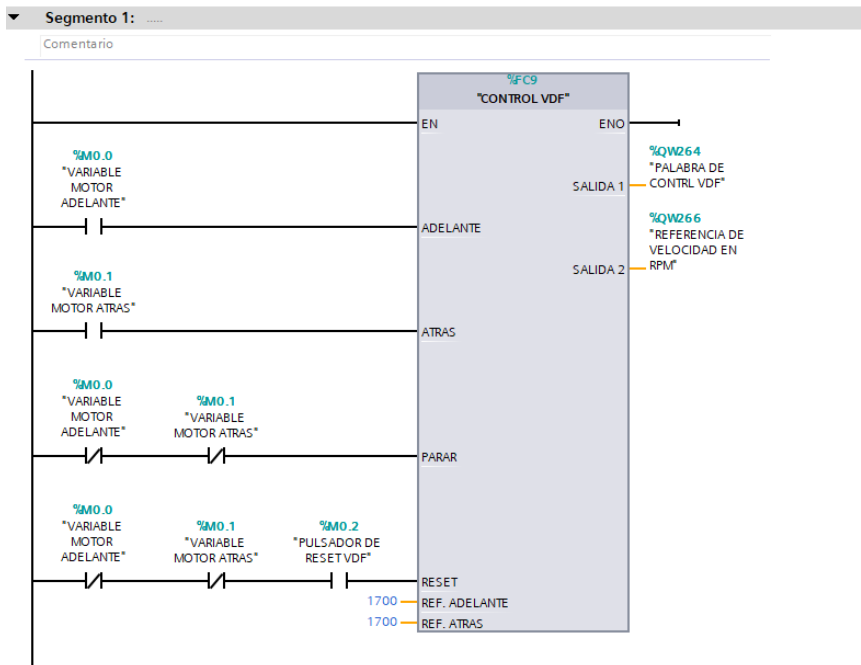 Segmento 1: .....
Comentario
%FC9
"CONTROL VDF"
EN
ENO
%M0.0
"VARIABLE
MOTOR
ADELANTE"
ADELANTE
%QW264
"PALABRA DE
CONTRL VDF"
SALIDA 1
%QW266
"REFERENCIA DE
VELOCIDAD EN
RPM"
SALIDA 2
%M0.1
"VARIABLE
MOTOR ATRAS"
ATRAS
%M0.0
"VARIABLE
MOTOR
ADELANTE"
%M0.1
"VARIABLE
MOTOR ATRAS"
PARAR
%M0.0
"VARIABLE
MOTOR
ADELANTE"
%M0.1
"VARIABLE
MOTOR ATRAS"
%M0.2
"PULSADOR DE
RESET VDF"
RESET
1700 REF. ADELANTE
1700 REF. ATRAS